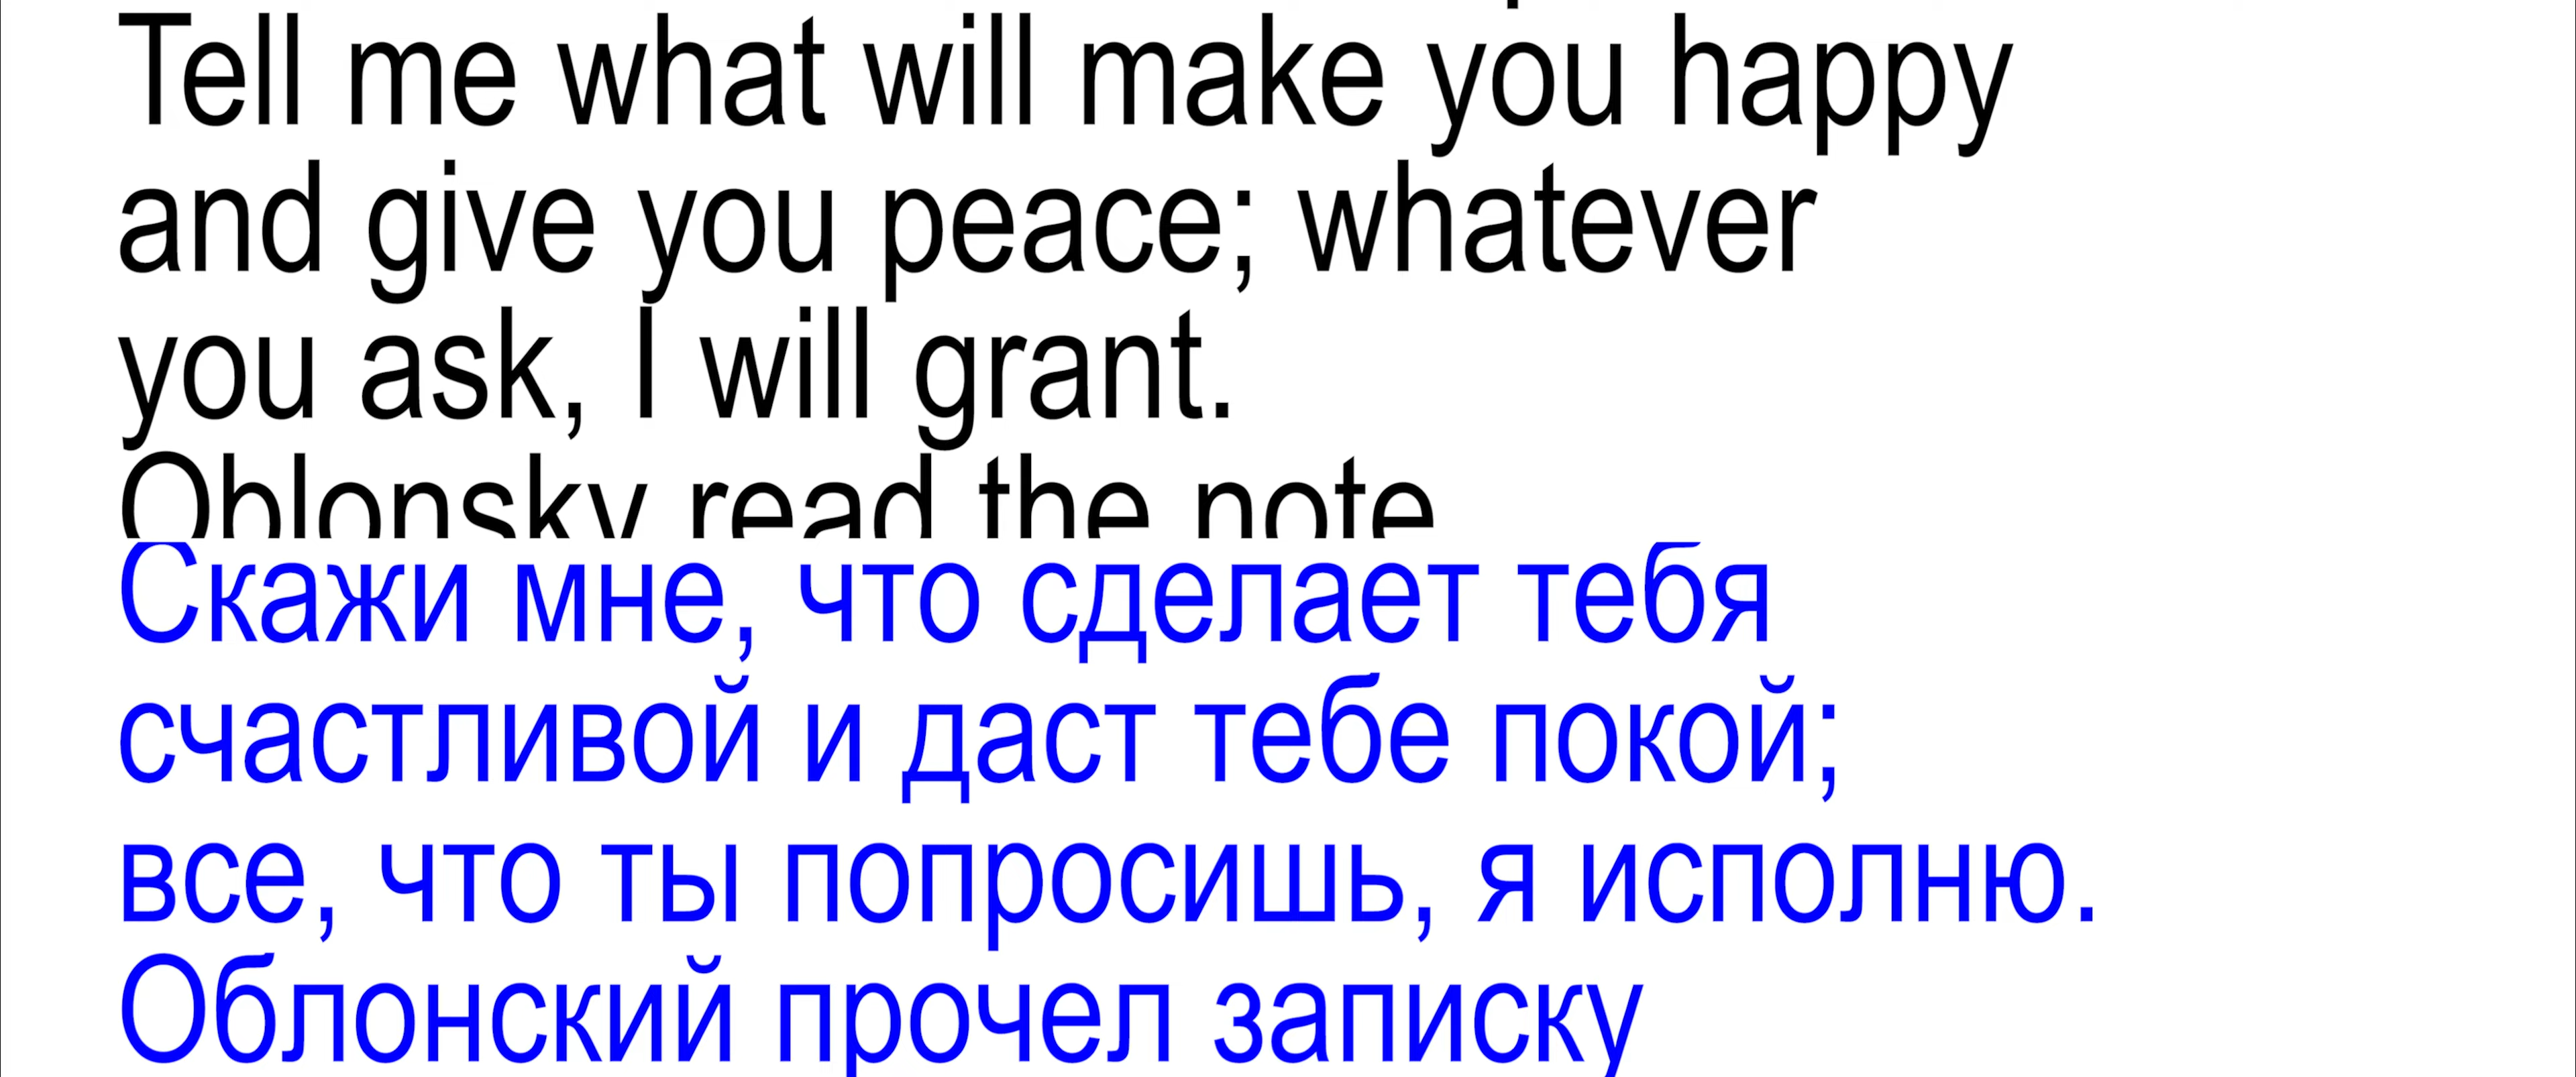 Tell me what will make you happy
and give you peace; whatever
you ask, I will grant.
Oblonsky read the note
Скажи мне, что сделает тебя
счастливой и даст тебе покой;
все, что ты попросишь, я исполню.
Облонский прочел записку